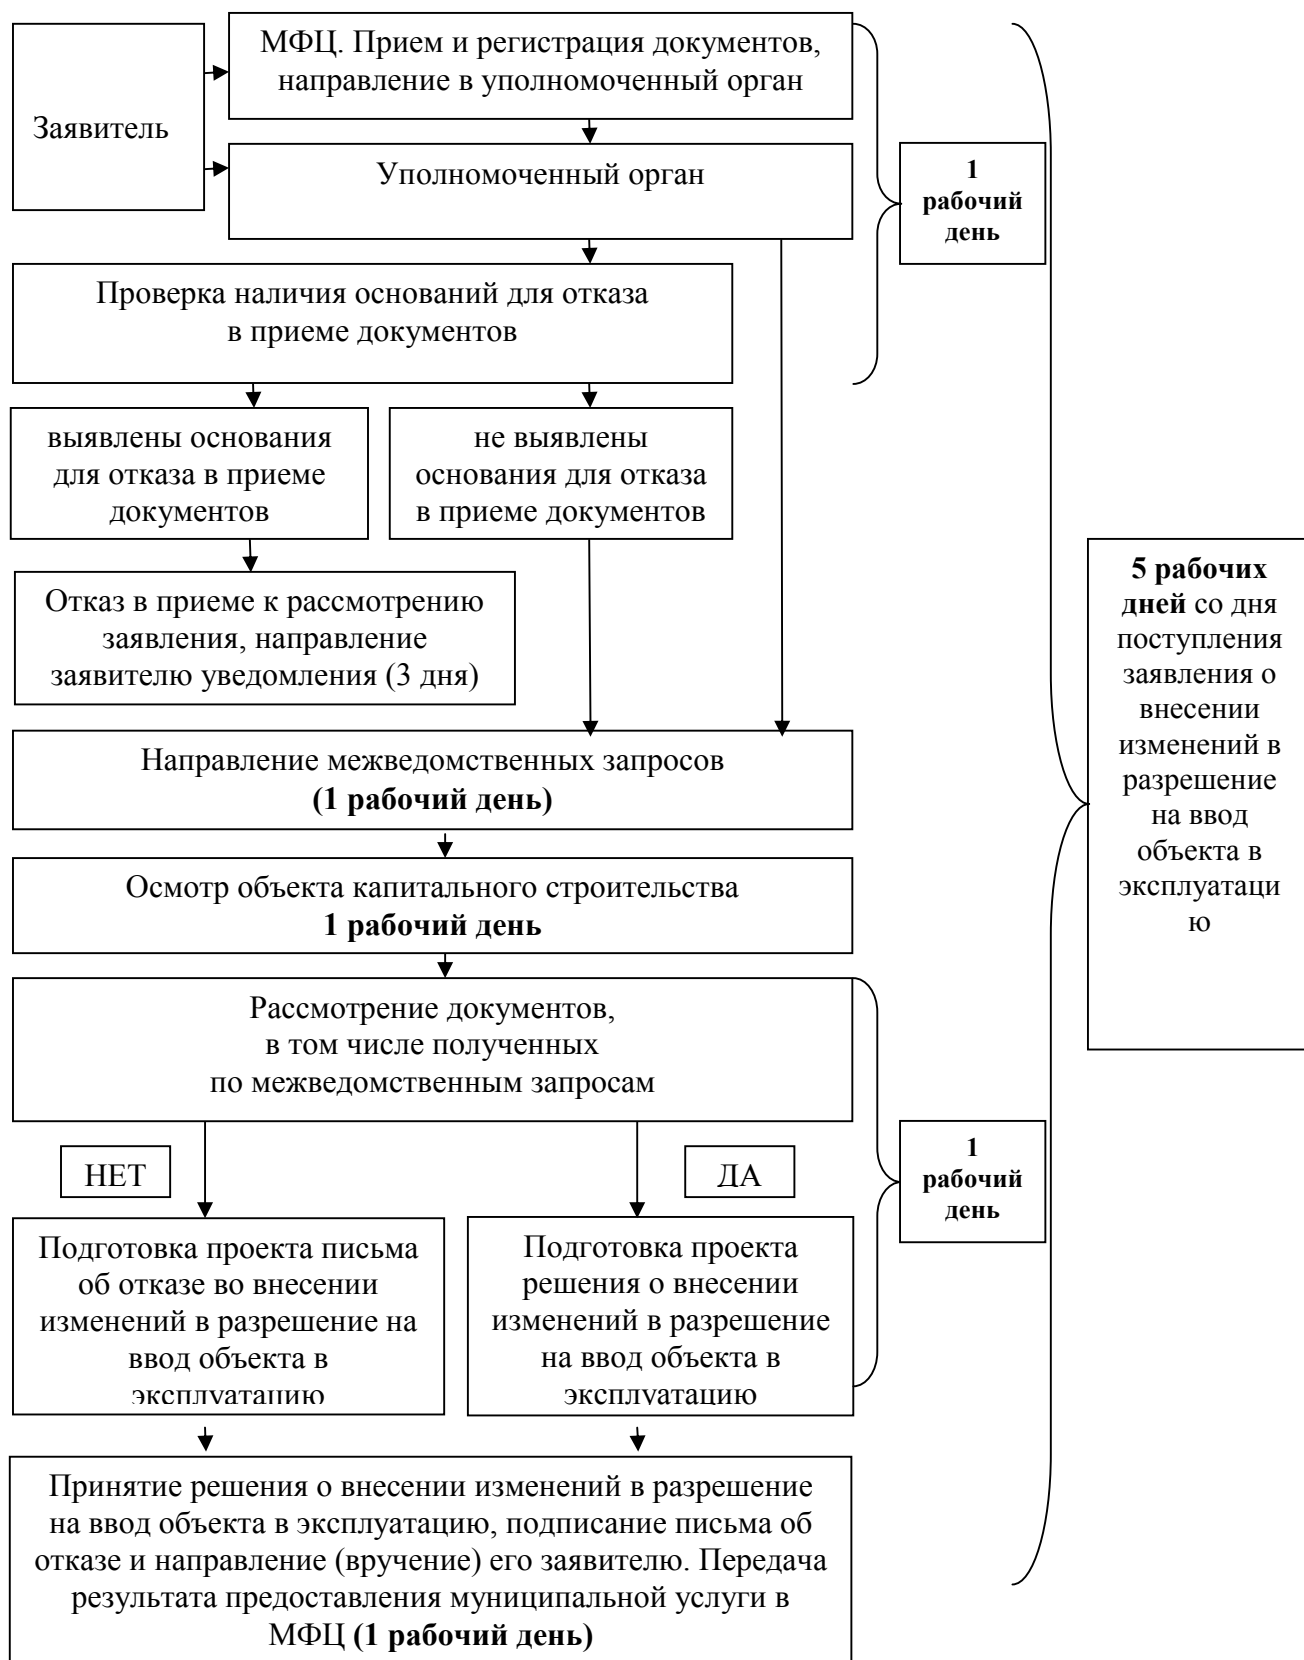 МФЦ. Прием и регистрация документов,
направление в уполномоченный орган
Заявитель
Уполномоченный орган
1
рабочий
день
Проверка наличия оснований для отказа
в приеме документов
выявлены основания
для отказа в приеме
документов
не выявлены
основания для отказа
в приеме документов
Отказ в приеме к рассмотрению
заявления, направление
заявителю уведомления (3 дня)
5 рабочих
дней со дня
поступления
заявления о
внесении
изменений в
разрешение
на ввод
объекта в
эксплуатаци
ю
Направление межведомственных запросов
(1 рабочий день)
Осмотр объекта капитального строительства
1 рабочий день
Рассмотрение документов,
в том числе полученных
по межведомственным запросам
НЕТ
ДА
1
рабочий
день
Подготовка проекта письма
об отказе во внесении
изменений в разрешение на
ввод объекта в
эксплуатацию
Подготовка проекта
решения о внесении
изменений в разрешение
на ввод объекта в
эксплуатацию
Принятие решения о внесении изменений в разрешение
на ввод объекта в эксплуатацию, подписание письма об
отказе и направление (вручение) его заявителю. Передача
результата предоставления муниципальной услуги в
МФЦ (1 рабочий день)